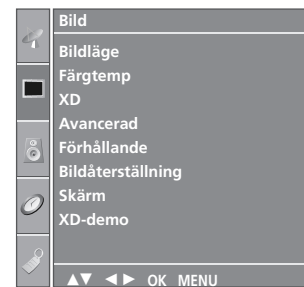 Bild
Bildläge
Färgtemp
XD
Avancerad
Förhållande
Bildåterställning
Skärm
XD-demo
▲▼ ◄► OK MENU